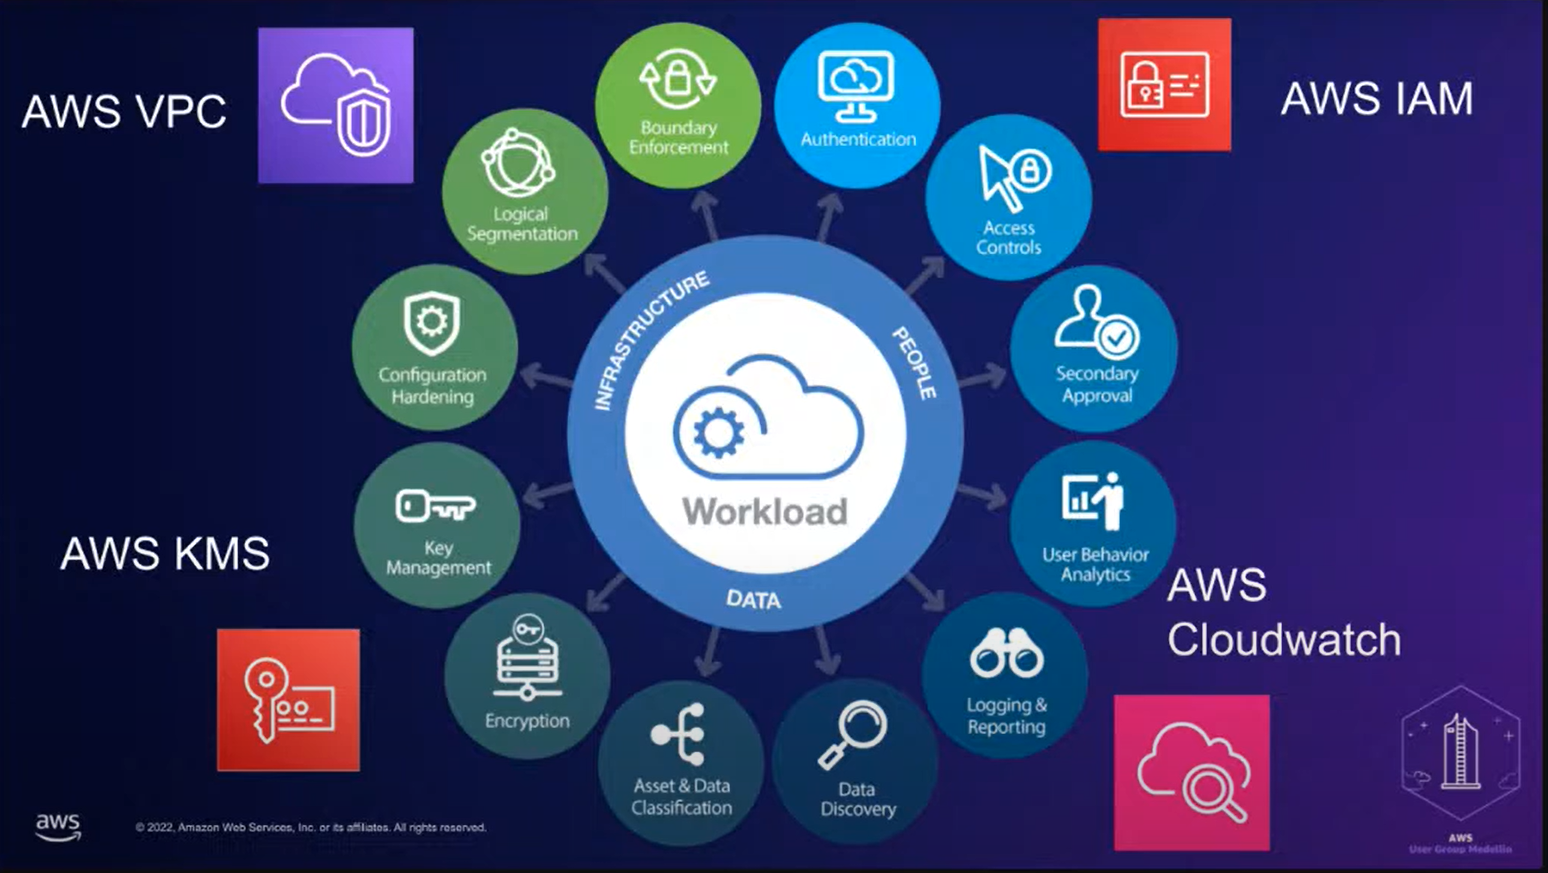 AWS VPC
AWS IAM
Boundary
Enforcement
Authentication
Access
Controls
Secondary
Approval
User Behavior
Analytics
Logging &
Reporting
Data
Discovery
Asset & Data
Classification
Encryption
Key
Management
Configuration
Hardening
Logical
Segmentation
INFRASTRUCTURE
PEOPLE
DATA
Workload
AWS KMS
AWS
Cloudwatch
aws
© 2022, Amazon Web Services, Inc. or its affiliates. All rights reserved.
AWS
User Group Medellin